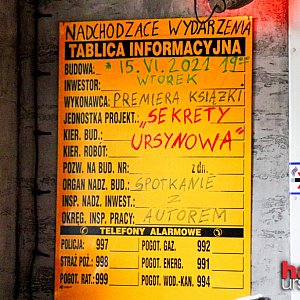 NADCHODZĄCE WYDARZENIA
TABLICA INFORMACYJNA
BUDOWA: * 15. VI. 2021 19:00
INWESTOR: WTOREK
WYKONAWCA: PREMIERA KSIĄŻKI
JEDNOSTKA PROJEKT.: „SEKRETY
KIER. BUD.: URSYNOWA”
KIER. ROBÓT:
POZW. NA BUD. NR z dn.
ORGAN NADZ. BUD. SPOTKANIE
INSP. NADZ. INWEST. Z
OKRĘG. INSP. PRACY: AUTOREM
TELEFONY ALARMOWE
POLICJA: 997 POGOT. GAZ. 992
STRAŻ POŻ.: 998 POGOT. ENERG. 991
POGOT. RAT.: 999 POGOT. WOD.-KAN. 994